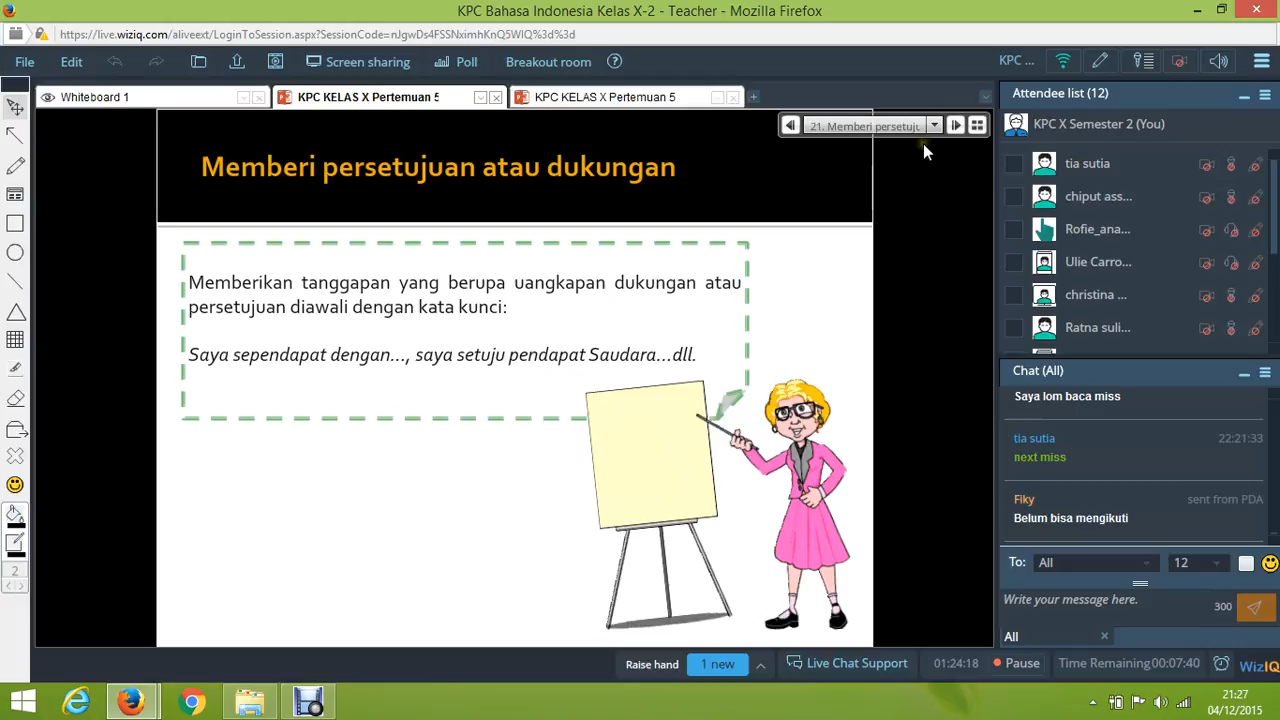 KPC Bahasa Indonesia Kelas X-2 - Teacher - Mozilla Firefox
https://live.wiziq.com/aliveext/LoginToSession.aspx?SessionCode=nJgwDs4FSSNximhKnQ5WIQ%3d%3d
File Edit Screen sharing Poll Breakout room ? KPC ...
Whiteboard 1 KPC KELAS X Pertemuan 5 KPC KELAS X Pertemuan 5
21. Memberi persetuju
Memberi persetujuan atau dukungan
Memberikan tanggapan yang berupa uangkapan dukungan atau
persetujuan diawali dengan kata kunci:
Saya sependapat dengan..., saya setuju pendapat Saudara...dll.
2
Attendee list (12)
KPC X Semester 2 (You)
tia sutia
chiput ass...
Rofie_ana...
Ulie Carro...
christina ...
Ratna suli...
Chat (All)
Saya lom baca miss
tia sutia 22:21:33
next miss
Fiky sent from PDA
Belum bisa mengikuti
To: All 12
Write your message here. 300
All
Raise hand 1 new Live Chat Support 01:24:18 Pause Time Remaining 00:07:40 WizIQ
21:27
04/12/2015